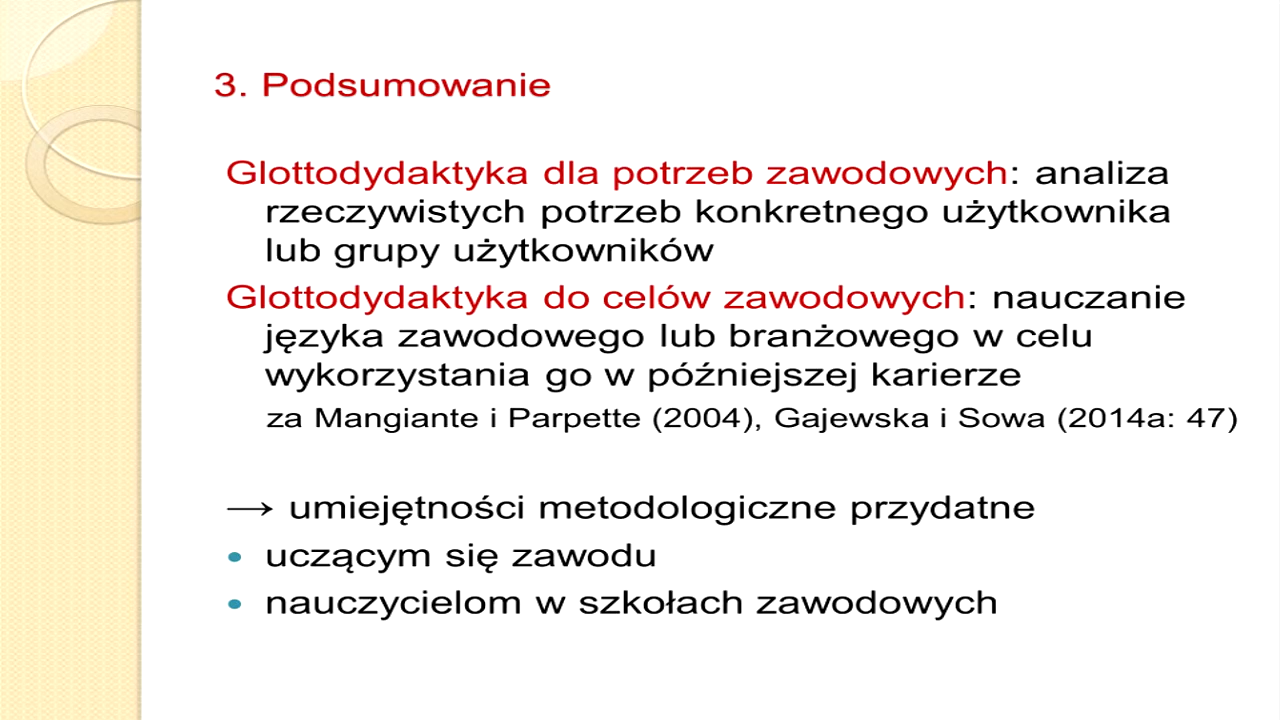 3. Podsumowanie
Glottodydaktyka dla potrzeb zawodowych: analiza
rzeczywistych potrzeb konkretnego użytkownika
lub grupy użytkowników
Glottodydaktyka do celów zawodowych: nauczanie
języka zawodowego lub branżowego w celu
wykorzystania go w późniejszej karierze
za Mangiante i Parpette (2004), Gajewska i Sowa (2014a: 47)
→ umiejętności metodologiczne przydatne
• uczącym się zawodu
• nauczycielom w szkołach zawodowych